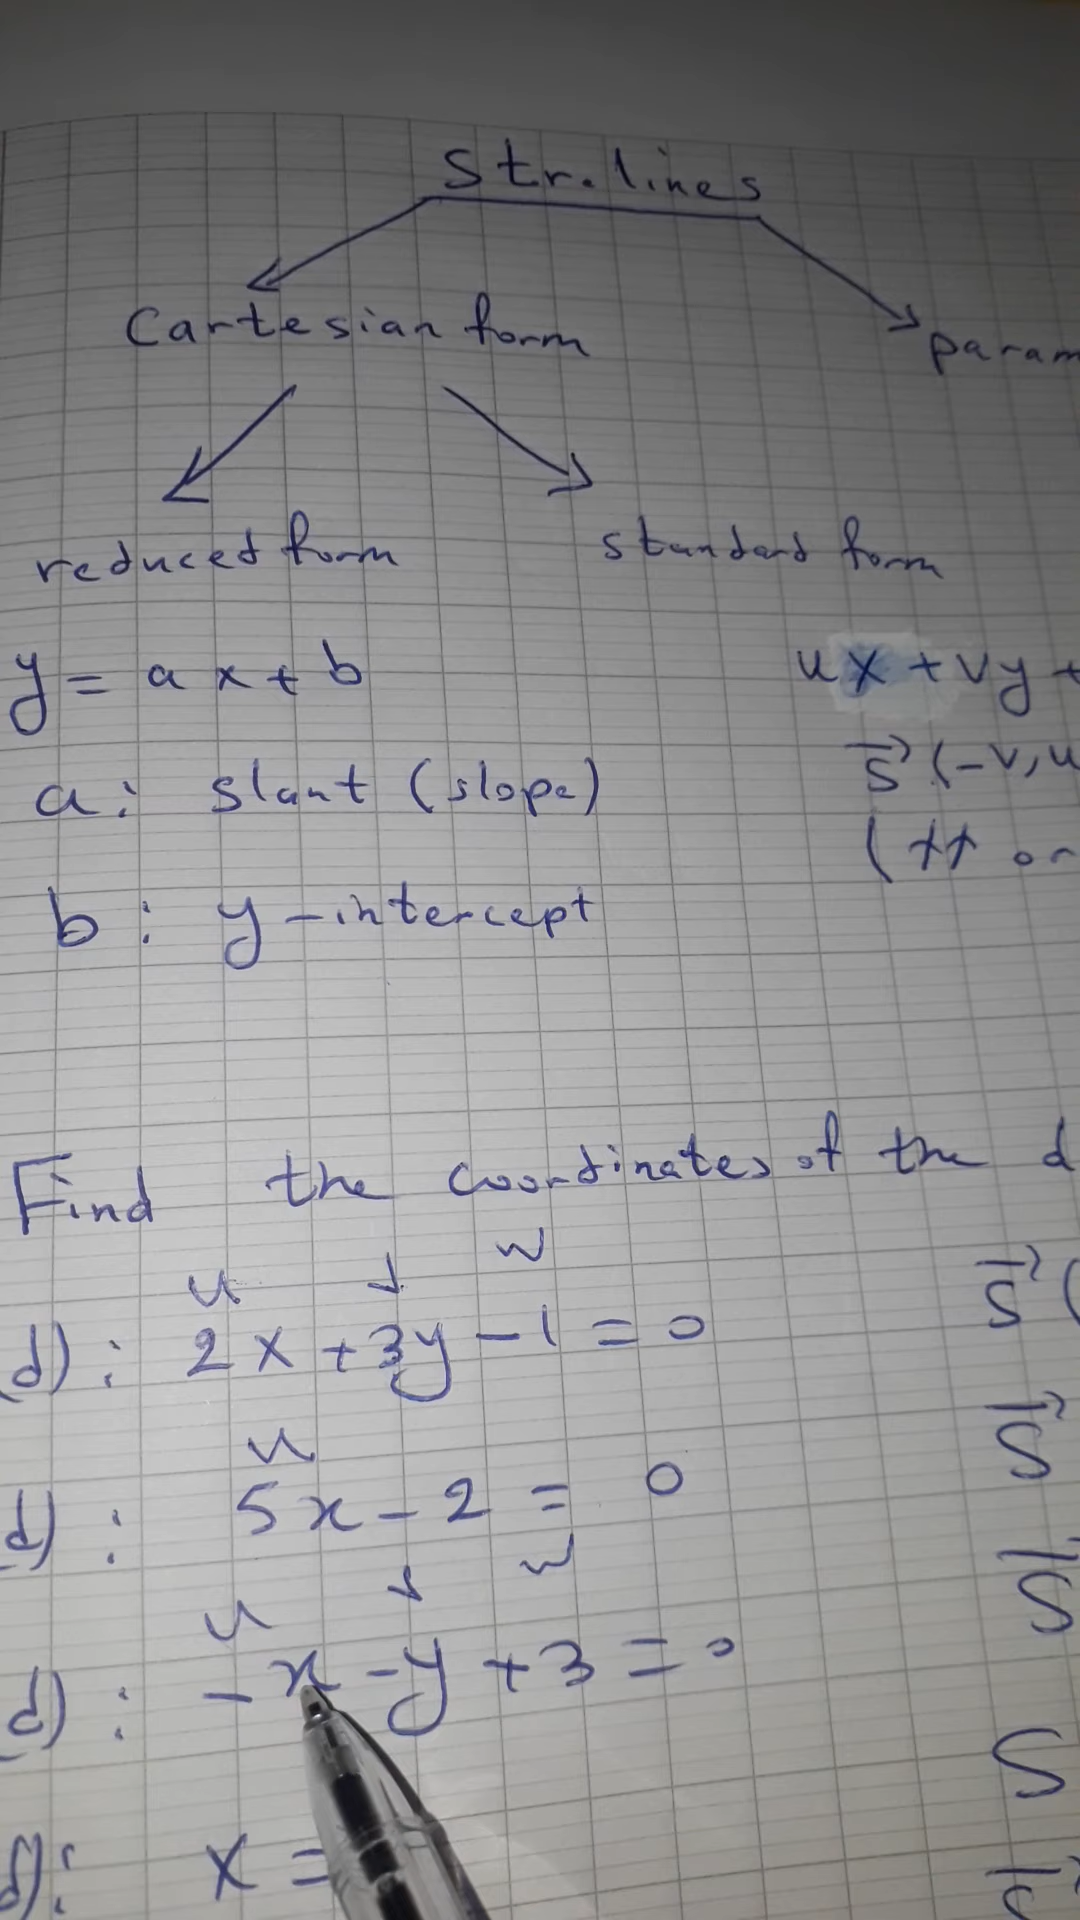 Str. lines
Cartesian form
param
reduced form
standard form
y = ax + b
ux + vy +
a: slant (slope)
S (-v, u
(++ or
b: y-intercept
Find the coordinates of the d
u v w
(d): 2x + 3y - 1 = 0
S (
u
d): 5x - 2 = 0
S
u v w
d): -x - y + 3 = 0
S
S
d): x =
S